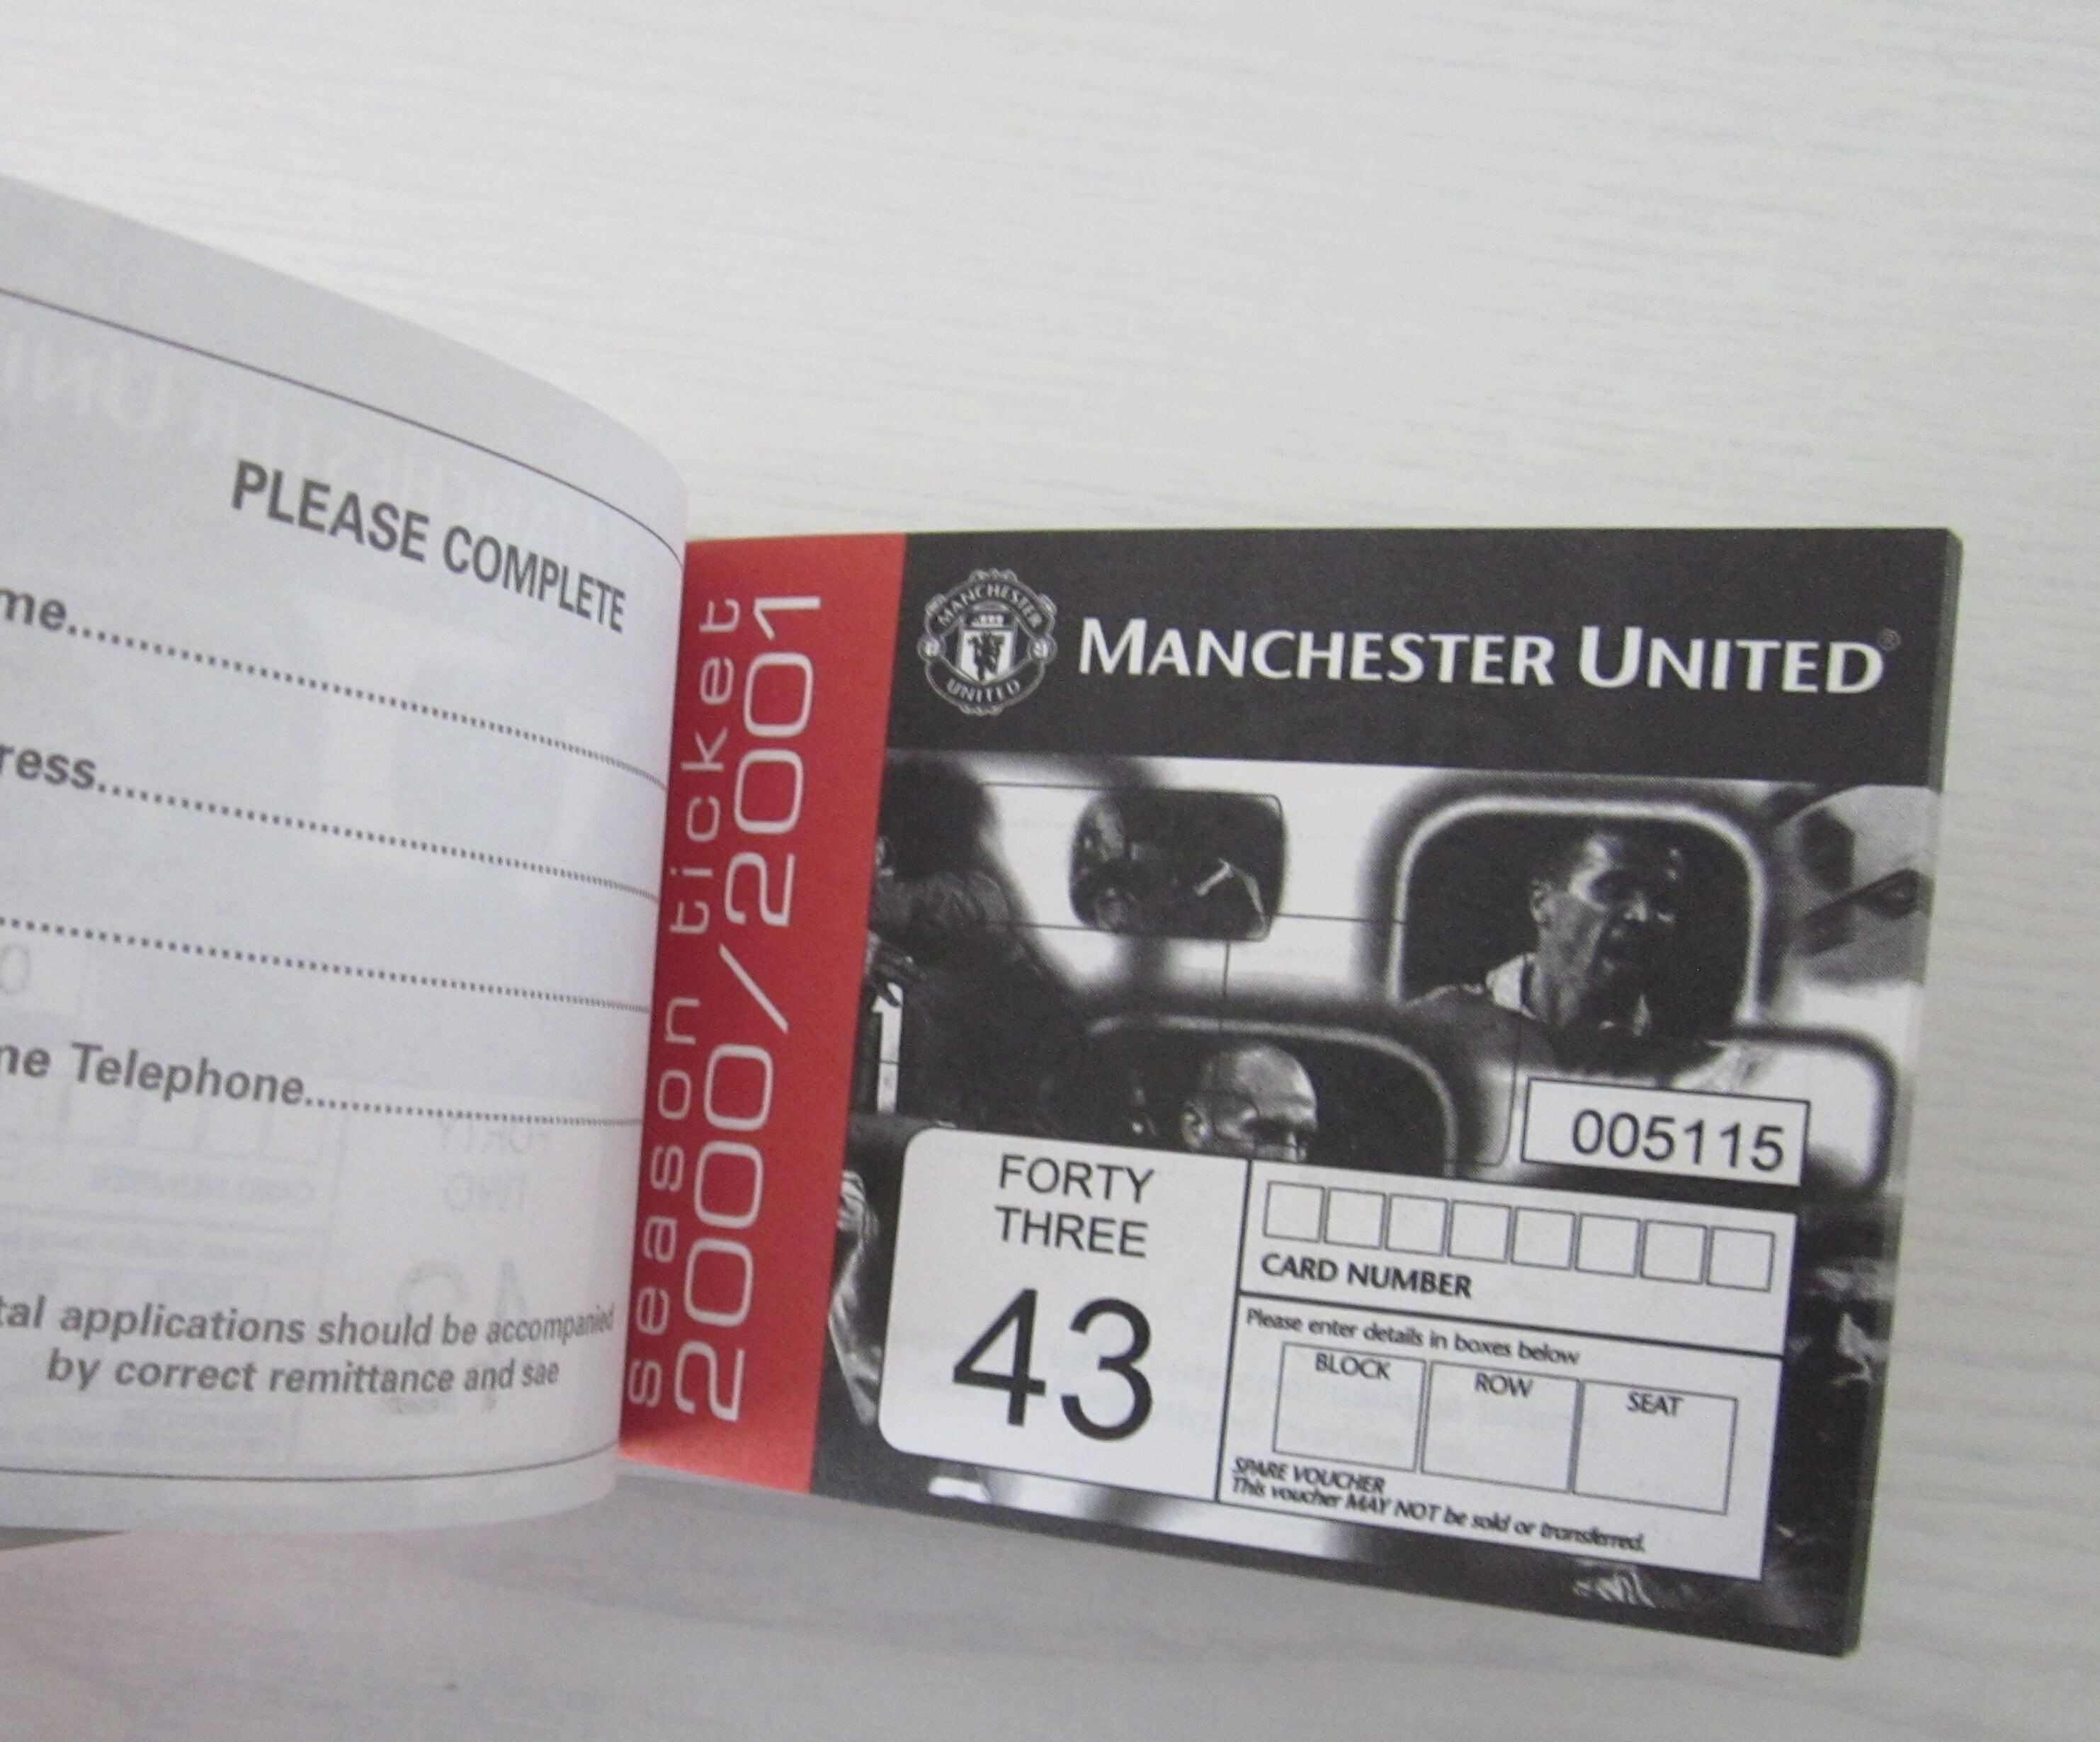 PLEASE COMPLETE
me........................
ress........................
........................
me Telephone........................
tal applications should be accompanied
by correct remittance and sae
season ticket
2000/2001
MANCHESTER
UNITED
MANCHESTER UNITED®
005115
FORTY
THREE
43
CARD NUMBER
Please enter details in boxes below
BLOCK
ROW
SEAT
SPARE VOUCHER
This voucher MAY NOT be sold or transferred.